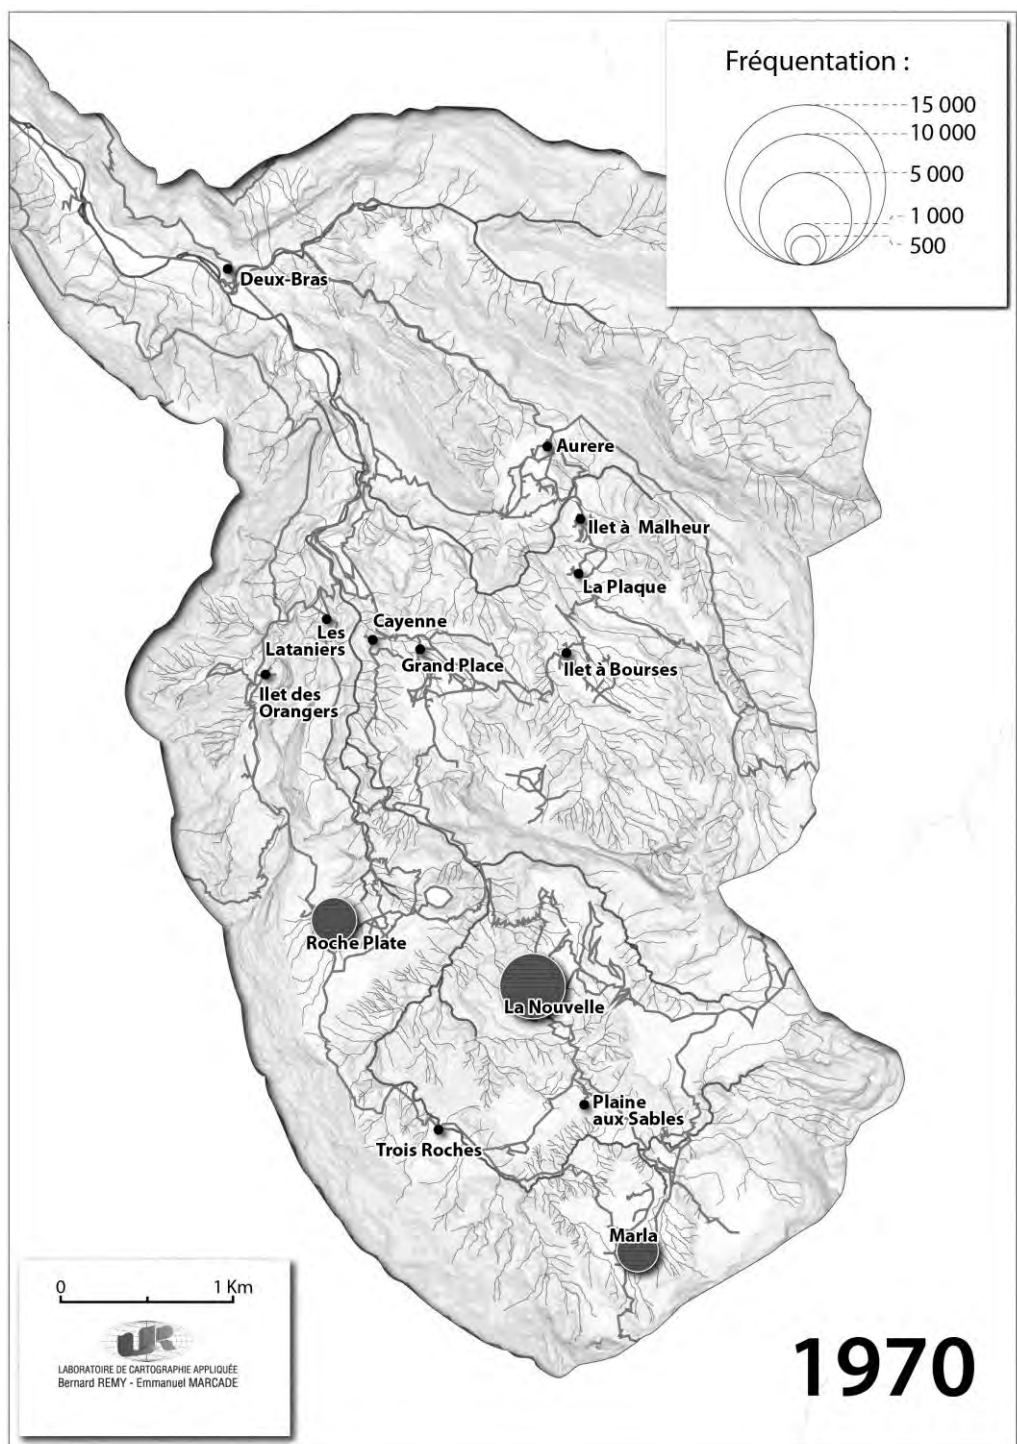 Fréquentation :
15 000
10 000
5 000
1 000
500
Deux-Bras
Aurere
Ilet à Malheur
La Plaque
Cayenne
Les
Lataniers
Grand Place
Ilet à Bourses
Ilet des
Orangers
Roche Plate
La Nouvelle
Plaine
aux Sables
Trois Roches
Marla
0 1 Km
UR
LABORATOIRE DE CARTOGRAPHIE APPLIQUÉE
Bernard REMY - Emmanuel MARCADE
1970